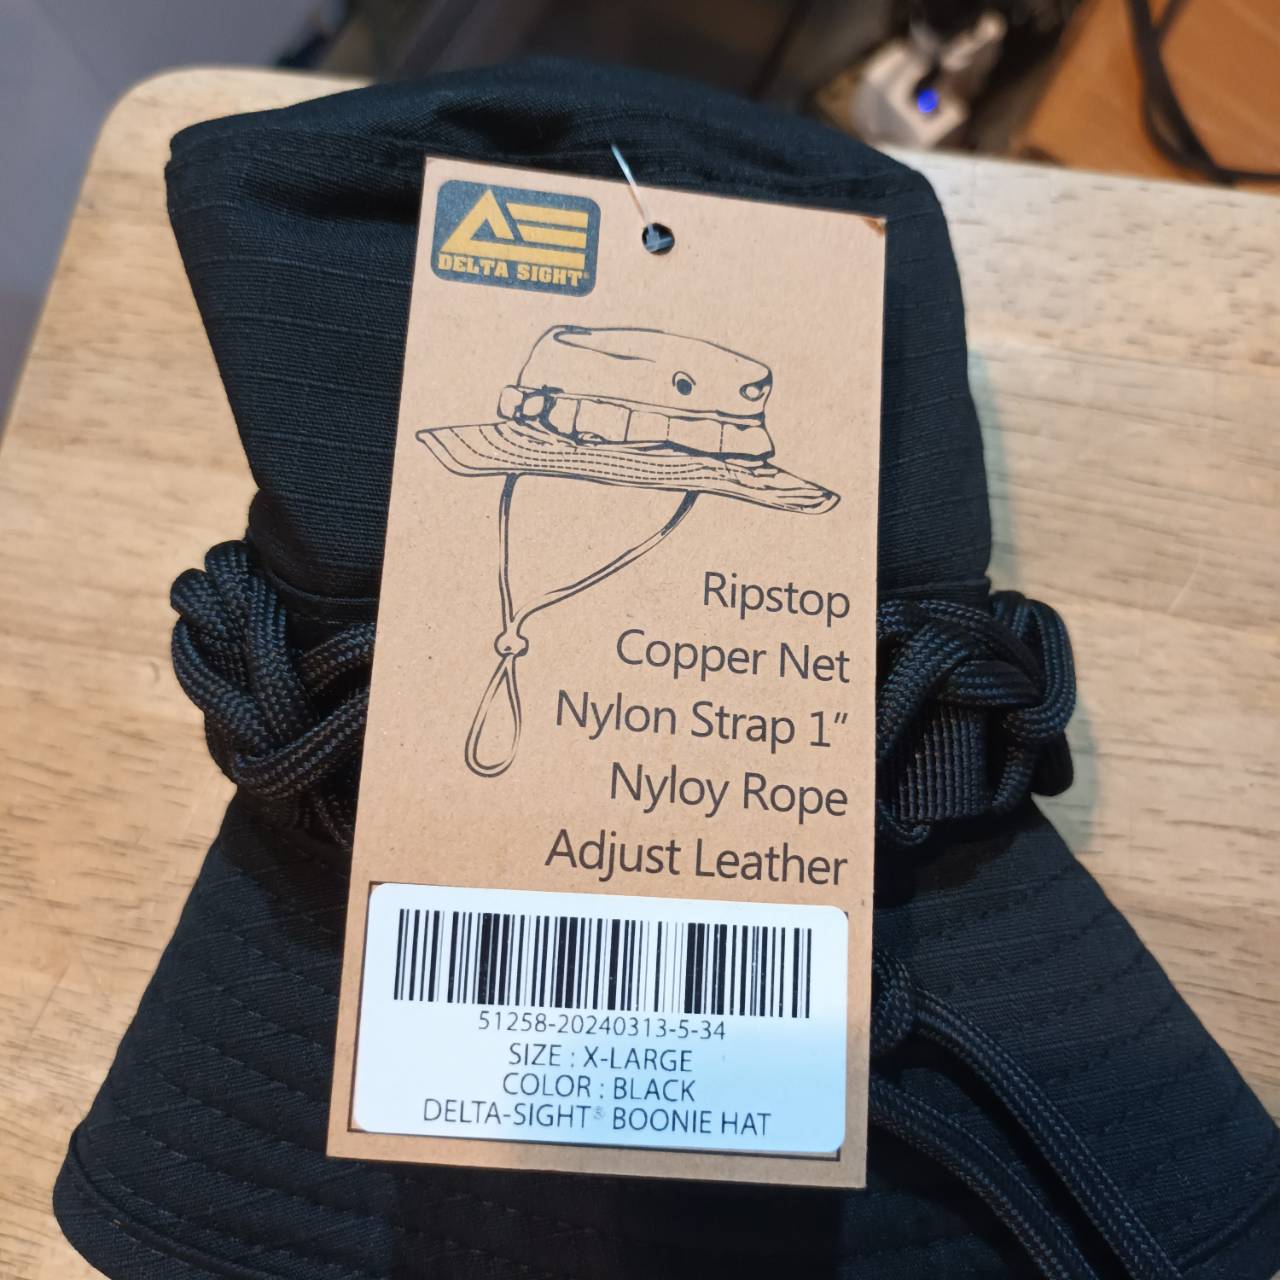 DELTA SIGHT®
Ripstop
Copper Net
Nylon Strap 1"
Nyloy Rope
Adjust Leather
51258-20240313-5-34
SIZE : X-LARGE
COLOR : BLACK
DELTA-SIGHT® BOONIE HAT